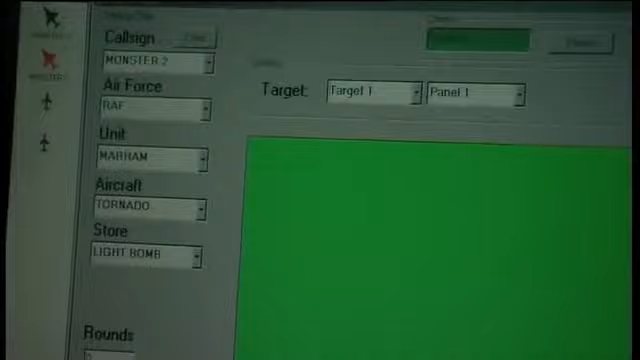 Callsign
MONSTER 2
Air Force
RAF
Unit
MARHAM
Aircraft
TORNADO
Store
LIGHT BOMB
Rounds
Target:
Target 1
Panel 1